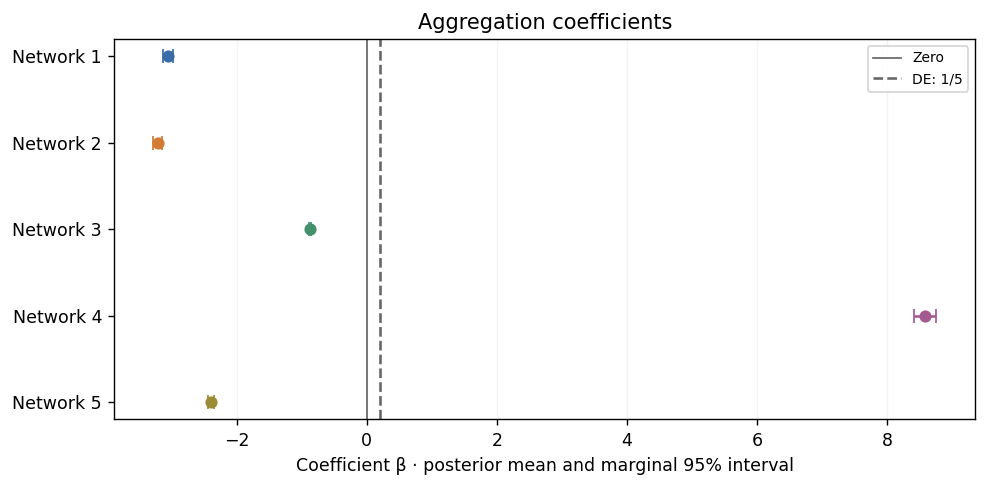 Aggregation coefficients
Network 1
Network 2
Network 3
Network 4
Network 5
Zero
DE: 1/5
−2
0
2
4
6
8
Coefficient β · posterior mean and marginal 95% interval